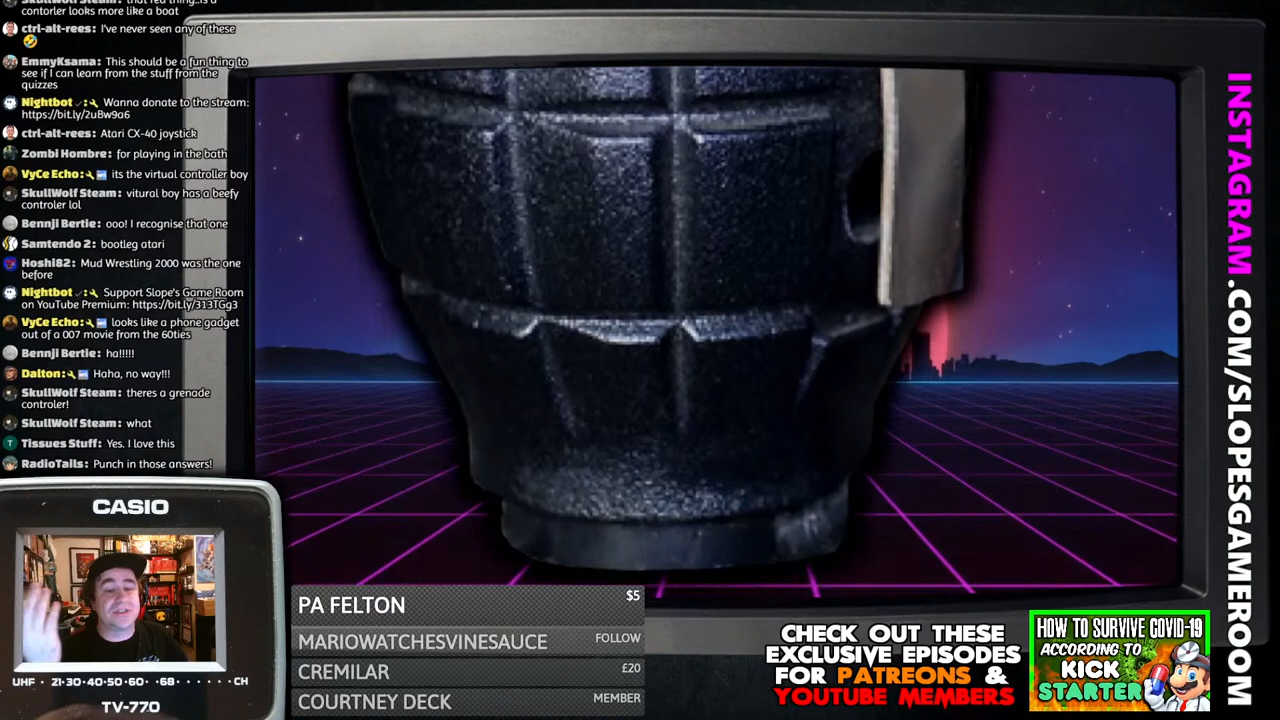 contorler looks more like a boat
ctrl-alt-rees: I've never seen any of these
EmmyKsama: This should be a fun thing to
see if I can learn from the stuff from the
quizzes
Nightbot: Wanna donate to the stream:
https://bit.ly/2uBw9a6
ctrl-alt-rees: Atari CX-40 joystick
Zombi Hombre: for playing in the bath
VyCe Echo: its the virtual controller boy
SkullWolf Steam: vitural boy has a beefy
controler lol
Bennji Bertie: ooo! I recognise that one
Samtendo 2: bootleg atari
Hoshi82: Mud Wrestling 2000 was the one
before
Nightbot: Support Slope's Game Room
on YouTube Premium: https://bit.ly/313TGg3
VyCe Echo: looks like a phone gadget
out of a 007 movie from the 60ties
Bennji Bertie: ha!!!!!
Dalton: Haha, no way!!!
SkullWolf Steam: theres a grenade
controler!
SkullWolf Steam: what
Tissues Stuff: Yes. I love this
RadioTails: Punch in those answers!
CASIO
UHF · 21·30·40·50·60 · ·68 · · · · · · CH
TV-770
PA FELTON $5
MARIOWATCHESVINESAUCE FOLLOW
CREMILAR £20
COURTNEY DECK MEMBER
CHECK OUT THESE
EXCLUSIVE EPISODES
FOR PATREONS &
YOUTUBE MEMBERS
HOW TO SURVIVE COVID-19
ACCORDING TO
KICK
STARTER
INSTAGRAM.COM/SLOPESGAMEROOM